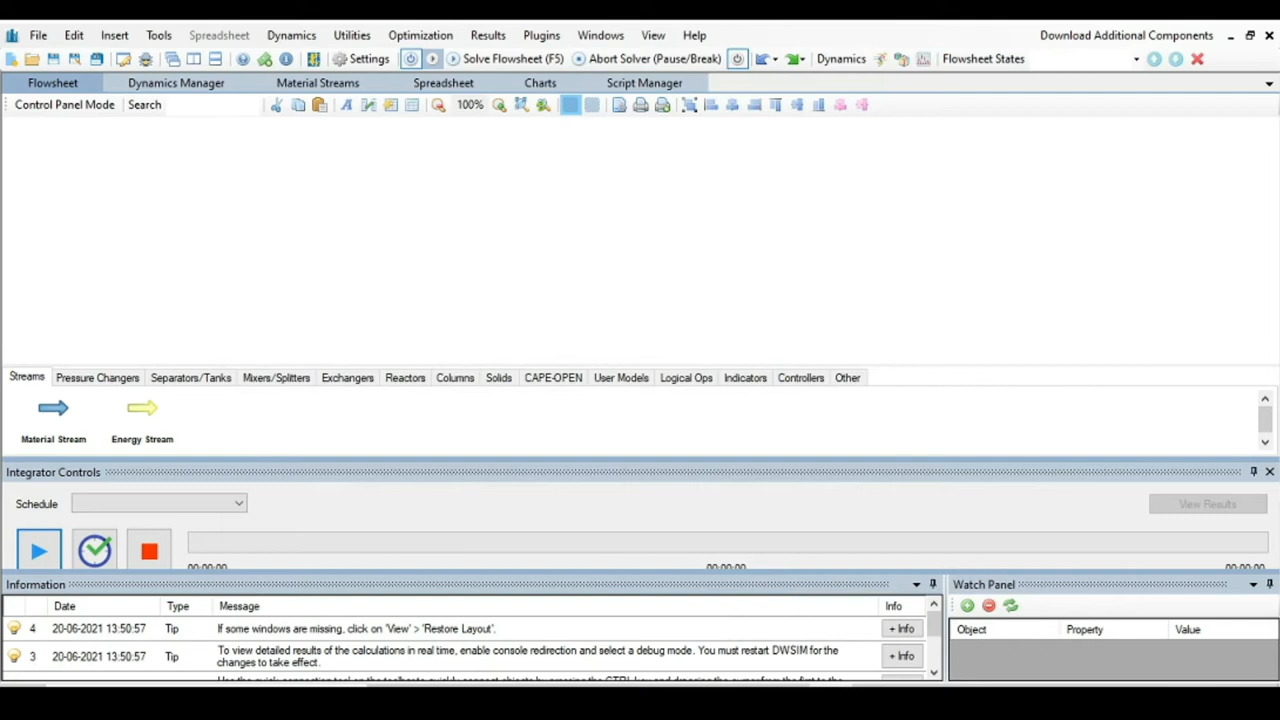 File Edit Insert Tools Spreadsheet Dynamics Utilities Optimization Results Plugins Windows View Help Download Additional Components
Settings Solve Flowsheet (F5) Abort Solver (Pause/Break) Dynamics Flowsheet States
Flowsheet Dynamics Manager Material Streams Spreadsheet Charts Script Manager
Control Panel Mode Search 100%
Streams Pressure Changers Separators/Tanks Mixers/Splitters Exchangers Reactors Columns Solids CAPE-OPEN User Models Logical Ops Indicators Controllers Other
Material Stream Energy Stream
Integrator Controls
Schedule View Results
00:00:00 00:00:00 00:00:00
Information Watch Panel
Date Type Message Info
Object Property Value
4 20-06-2021 13:50:57 Tip If some windows are missing, click on 'View' > 'Restore Layout'. + Info
3 20-06-2021 13:50:57 Tip To view detailed results of the calculations in real time, enable console redirection and select a debug mode. You must restart DWSIM for the
changes to take effect. + Info